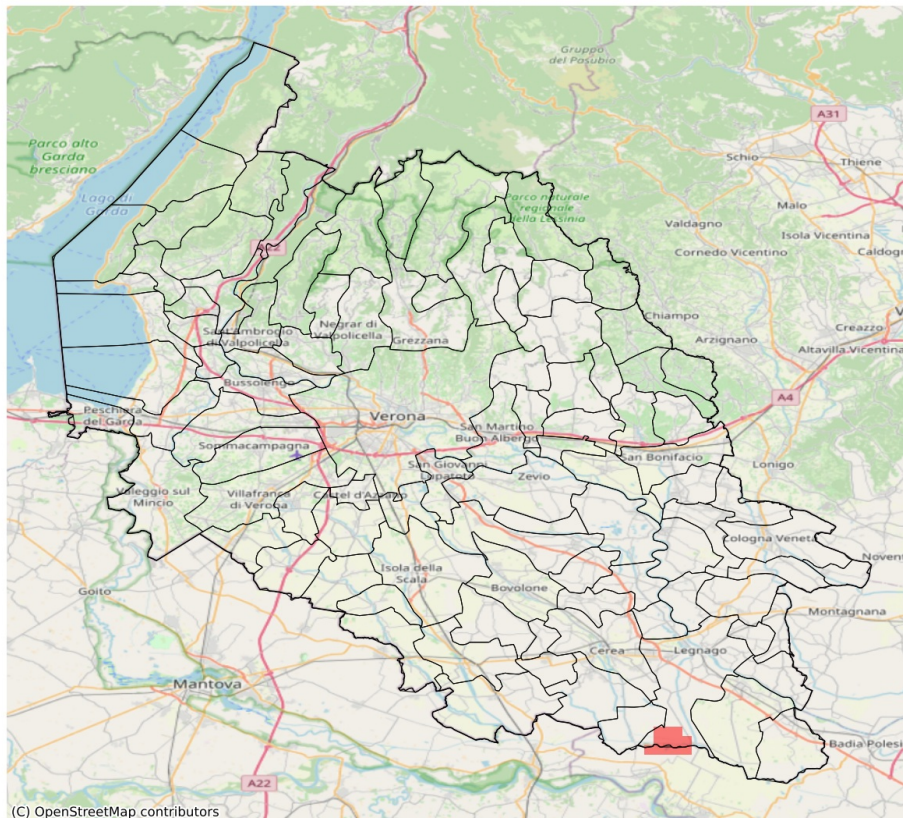 Gruppo
del Pasubio
A31
Schio
Thiene
Parco alto
Garda
bresciano
Malo
Lago di
Garda
Parco naturale
regionale
della Lessinia
Valdagno
Isola Vicentina
A22
Cornedo Vicentino
Chiampo
Creazzo
Sant'Ambrogio
di Valpolicella
Negrar di
Valpolicella
Grezzana
Arzignano
Altavilla Vicentina
Bussolengo
A4
Peschiera
del Garda
Verona
Sommacampagna
San Martino
Buon Albergo
San Bonifacio
Lonigo
San Giovanni
Lupatoto
Zevio
Valeggio sul
Mincio
Villafranca
di Verona
Castel d'Azzano
Cologna Veneta
Isola della
Scala
Goito
Bovolone
Montagnana
Cerea
Legnago
Mantova
Badia Polesi
A22
(C) OpenStreetMap contributors